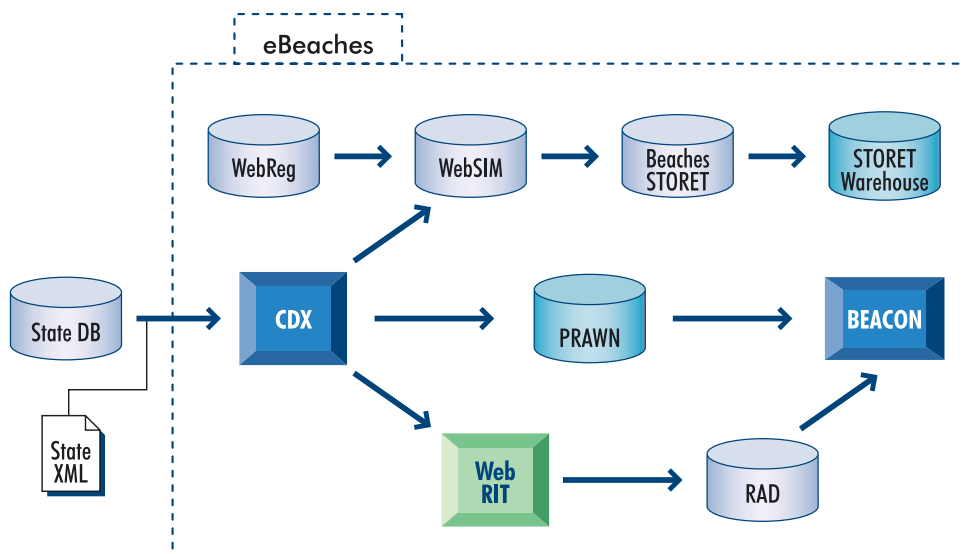 eBeaches
WebReg
WebSIM
Beaches
STORET
STORET
Warehouse
State DB
CDX
PRAWN
BEACON
State
XML
Web
RIT
RAD